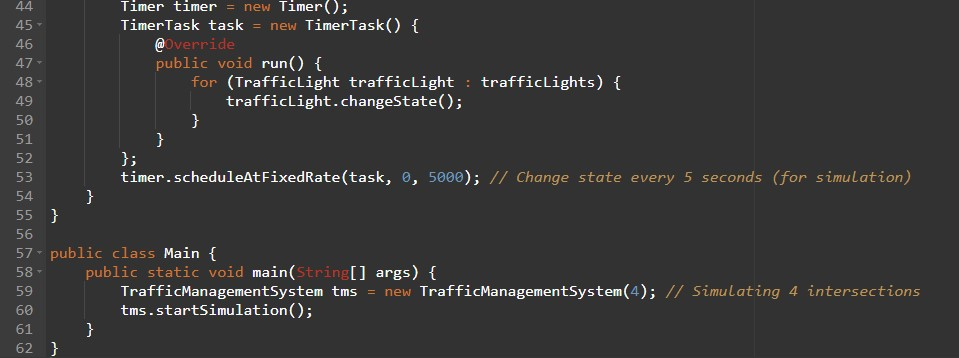 44 Timer timer = new Timer();
45 TimerTask task = new TimerTask() {
46 @Override
47 public void run() {
48 for (TrafficLight trafficLight : trafficLights) {
49 trafficLight.changeState();
50 }
51 }
52 };
53 timer.scheduleAtFixedRate(task, 0, 5000); // Change state every 5 seconds (for simulation)
54 }
55 }
56
57 public class Main {
58 public static void main(String[] args) {
59 TrafficManagementSystem tms = new TrafficManagementSystem(4); // Simulating 4 intersections
60 tms.startSimulation();
61 }
62 }